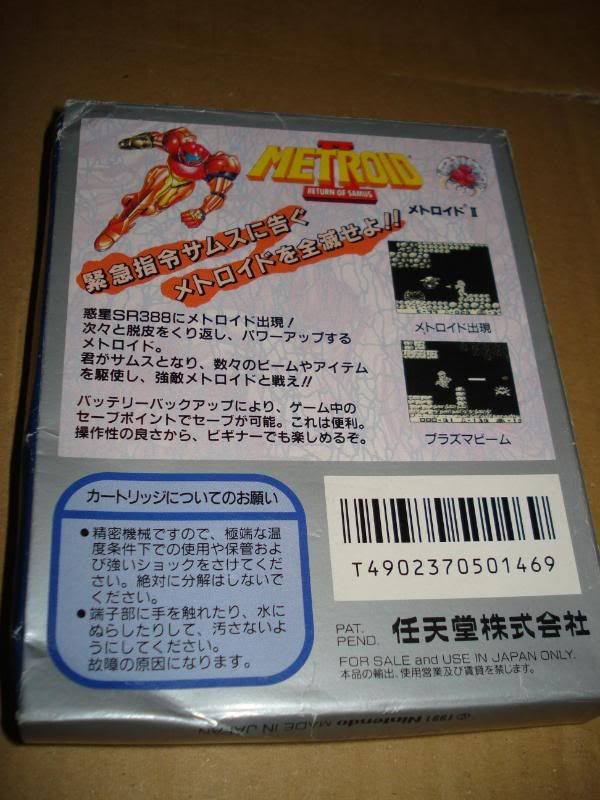 METROID II
RETURN OF SAMUS
メトロイドII
緊急指令サムスに告ぐ
メトロイドを全滅せよ!!
惑星SR388にメトロイド出現!
次々と脱皮をくり返し、パワーアップする
メトロイド。
君がサムスとなり、数々のビームやアイテム
を駆使し、強敵メトロイドと戦え!!
バッテリーバックアップにより、ゲーム中の
セーブポイントでセーブが可能。これは便利。
操作性の良さから、ビギナーでも楽しめるぞ。
メトロイド出現
プラズマビーム
カートリッジについてのお願い
●精密機械ですので、極端な温
度条件下での使用や保管およ
び強いショックをさけてくだ
さい。絶対に分解はしないで
ください。
●端子部に手を触れたり、水に
ぬらしたりして、汚さないよ
うにしてください。
故障の原因になります。
T4902370501469
PAT.
PEND.
任天堂株式会社
FOR SALE and USE IN JAPAN ONLY.
本品の輸出、使用営業及び賃貸を禁じます。
©1991 Nintendo MADE IN JAPAN